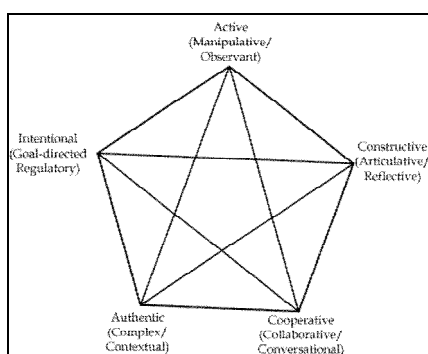 Active
(Manipulative/
Observant)
Intentional
(Goal-directed
Regulatory)
Constructive
(Articulative/
Reflective)
Authentic
(Complex/
Contextual)
Cooperative
(Collaborative/
Conversational)